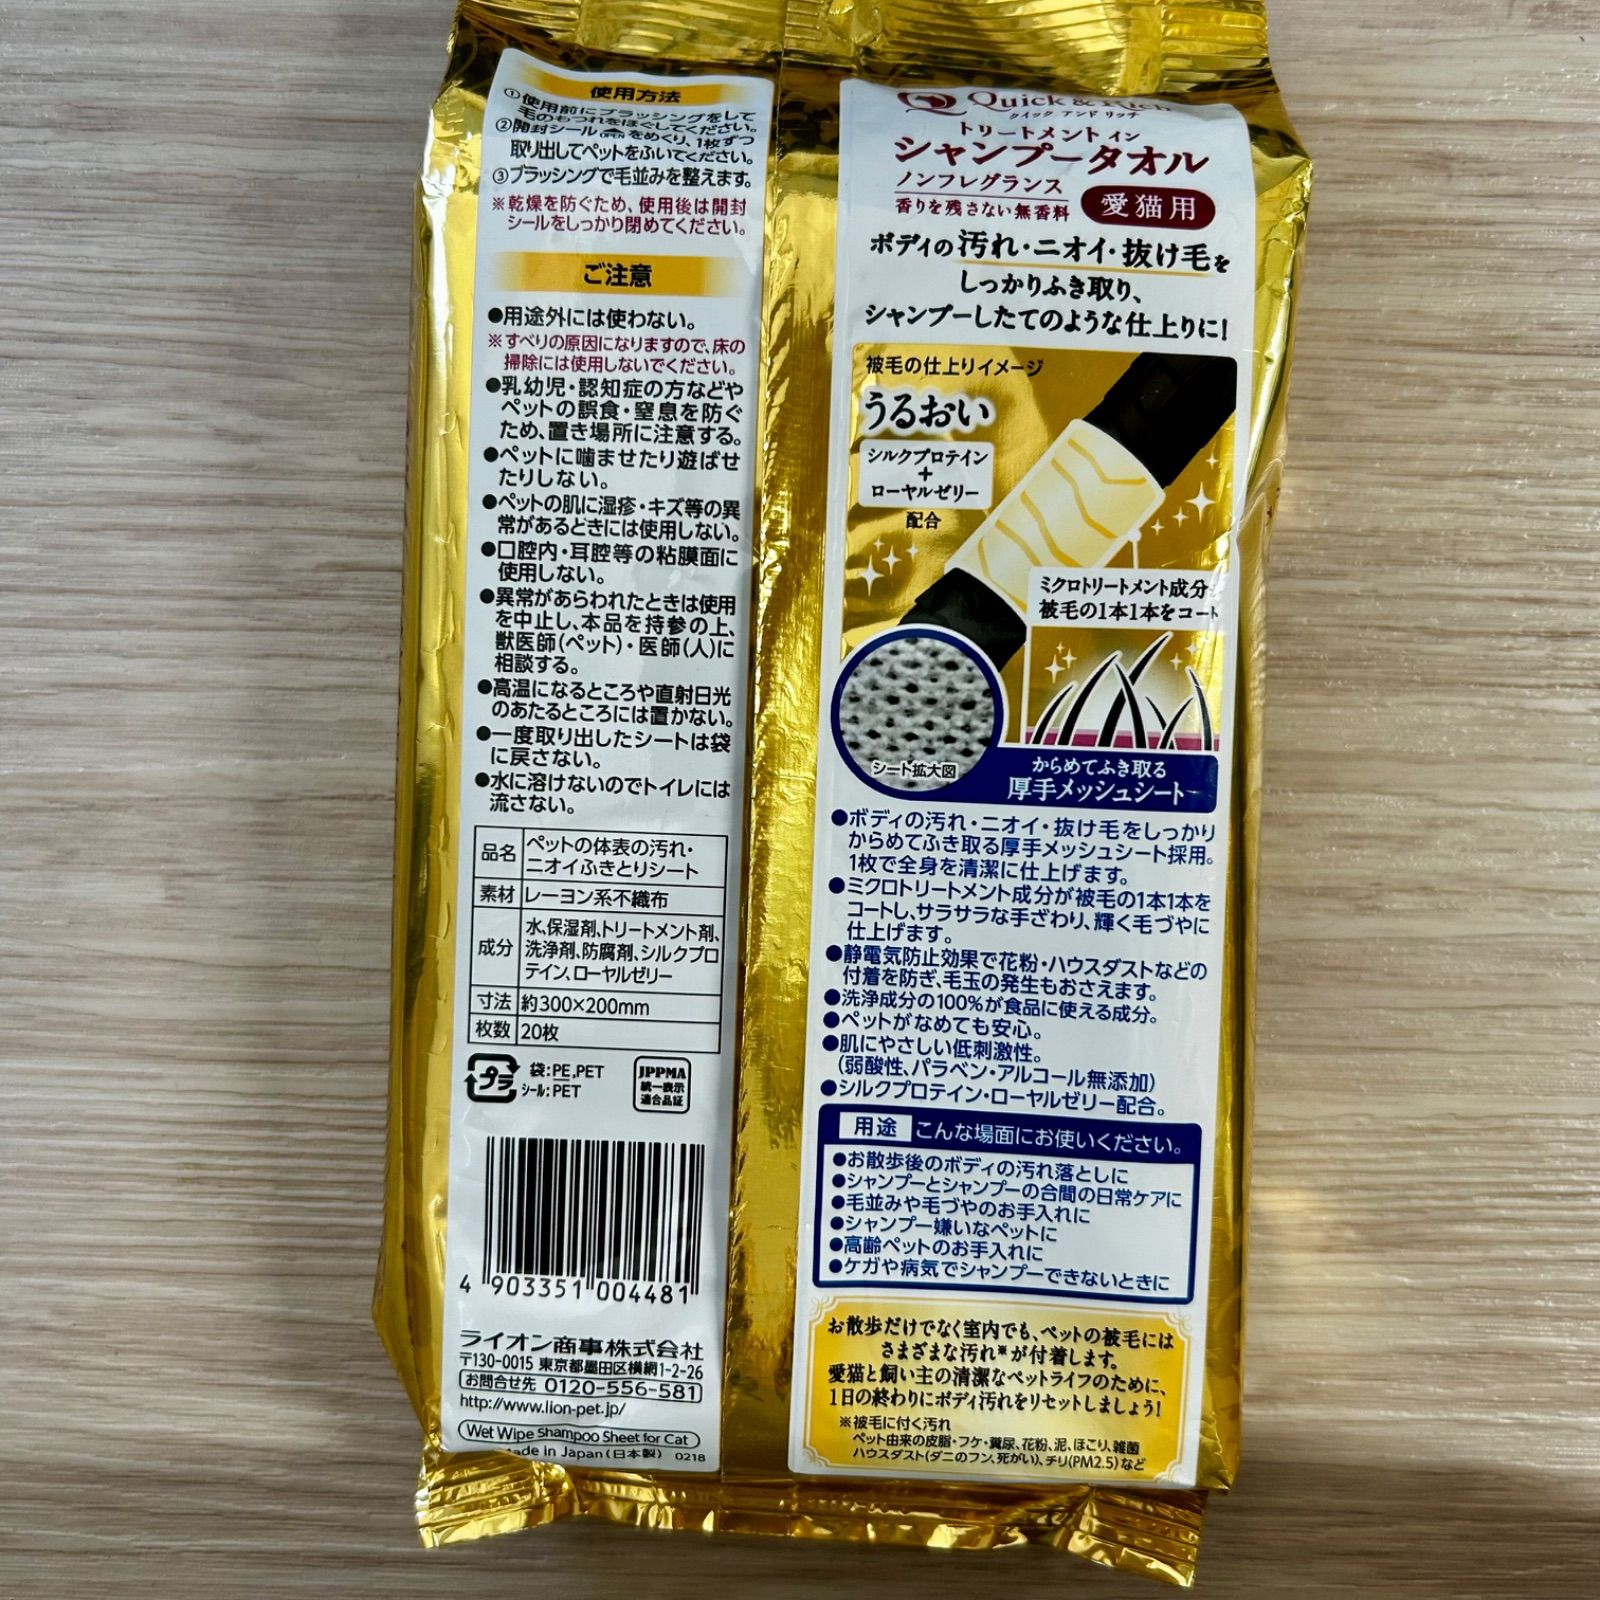 使用方法
①使用前にブラッシングをして
毛のもつれをほぐしてください。
②開封シール OPEN をめくり、1枚ずつ
取り出してペットをふいてください。
③ブラッシングで毛並みを整えます。
※乾燥を防ぐため、使用後は開封
シールをしっかり閉めてください。
ご注意
●用途外には使わない。
※すべりの原因になりますので、床の
掃除には使用しないでください。
●乳幼児・認知症の方などや
ペットの誤食・窒息を防ぐ
ため、置き場所に注意する。
●ペットに噛ませたり遊ばせ
たりしない。
●ペットの肌に湿疹・キズ等の異
常があるときには使用しない。
●口腔内・耳腔等の粘膜面に
使用しない。
●異常があらわれたときは使用
を中止し、本品を持参の上、
獣医師(ペット)・医師(人)に
相談する。
●高温になるところや直射日光
のあたるところには置かない。
●一度取り出したシートは袋
に戻さない。
●水に溶けないのでトイレには
流さない。
品名 ペットの体表の汚れ・
ニオイふきとりシート
素材 レーヨン系不織布
成分 水、保湿剤、トリートメント剤、
洗浄剤、防腐剤、シルクプロ
テイン、ローヤルゼリー
寸法 約300×200mm
枚数 20枚
プラ 袋:PE,PET
シール:PET
JPPMA
統一表示
適合品証
4 903351 004481
ライオン商事株式会社
〒130-0015 東京都墨田区横網1-2-26
お問合せ先 0120-556-581
http://www.lion-pet.jp/
Wet Wipe Shampoo Sheet for Cat
Made in Japan (日本製) 0218
Quick & Rich
クイック アンド リッチ
トリートメント イン
シャンプータオル
ノンフレグランス
香りを残さない無香料
愛猫用
ボディの汚れ・ニオイ・抜け毛を
しっかりふき取り、
シャンプーしたてのような仕上りに!
被毛の仕上りイメージ
うるおい
シルクプロテイン
+
ローヤルゼリー
配合
ミクロトリートメント成分が
被毛の1本1本をコート
シート拡大図
からめてふき取る
厚手メッシュシート
●ボディの汚れ・ニオイ・抜け毛をしっかり
からめてふき取る厚手メッシュシート採用。
1枚で全身を清潔に仕上げます。
●ミクロトリートメント成分が被毛の1本1本を
コートし、サラサラな手ざわり、輝く毛づやに
仕上げます。
●静電気防止効果で花粉・ハウスダストなどの
付着を防ぎ、毛玉の発生もおさえます。
●洗浄成分の100%が食品に使える成分。
●ペットがなめても安心。
●肌にやさしい低刺激性。
(弱酸性、パラベン・アルコール無添加)
●シルクプロテイン・ローヤルゼリー配合。
用途 こんな場面にお使いください。
●お散歩後のボディの汚れ落としに
●シャンプーとシャンプーの合間の日常ケアに
●毛並みや毛づやのお手入れに
●シャンプー嫌いなペットに
●高齢ペットのお手入れに
●ケガや病気でシャンプーできないときに
お散歩だけでなく室内でも、ペットの被毛には
さまざまな汚れ※が付着します。
愛猫と飼い主の清潔なペットライフのために、
1日の終わりにボディ汚れをリセットしましょう!
※被毛に付く汚れ
ペット由来の皮脂・フケ・糞尿、花粉、泥、ほこり、雑菌
ハウスダスト(ダニのフン、死がい)、チリ(PM2.5)など